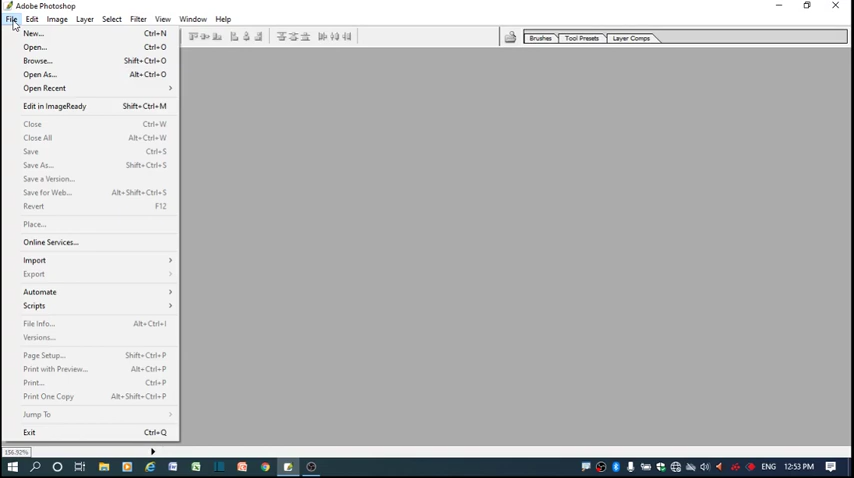 Adobe Photoshop
File Edit Image Layer Select Filter View Window Help
Brushes Tool Presets Layer Comps
New... Ctrl+N
Open... Ctrl+O
Browse... Shift+Ctrl+O
Open As... Alt+Ctrl+O
Open Recent
Edit in ImageReady Shift+Ctrl+M
Close Ctrl+W
Close All Alt+Ctrl+W
Save Ctrl+S
Save As... Shift+Ctrl+S
Save a Version...
Save for Web... Alt+Shift+Ctrl+S
Revert F12
Place...
Online Services...
Import
Export
Automate
Scripts
File Info... Alt+Ctrl+I
Versions...
Page Setup... Shift+Ctrl+P
Print with Preview... Alt+Ctrl+P
Print... Ctrl+P
Print One Copy Alt+Shift+Ctrl+P
Jump To
Exit Ctrl+Q
156.92%
ENG 12:53 PM